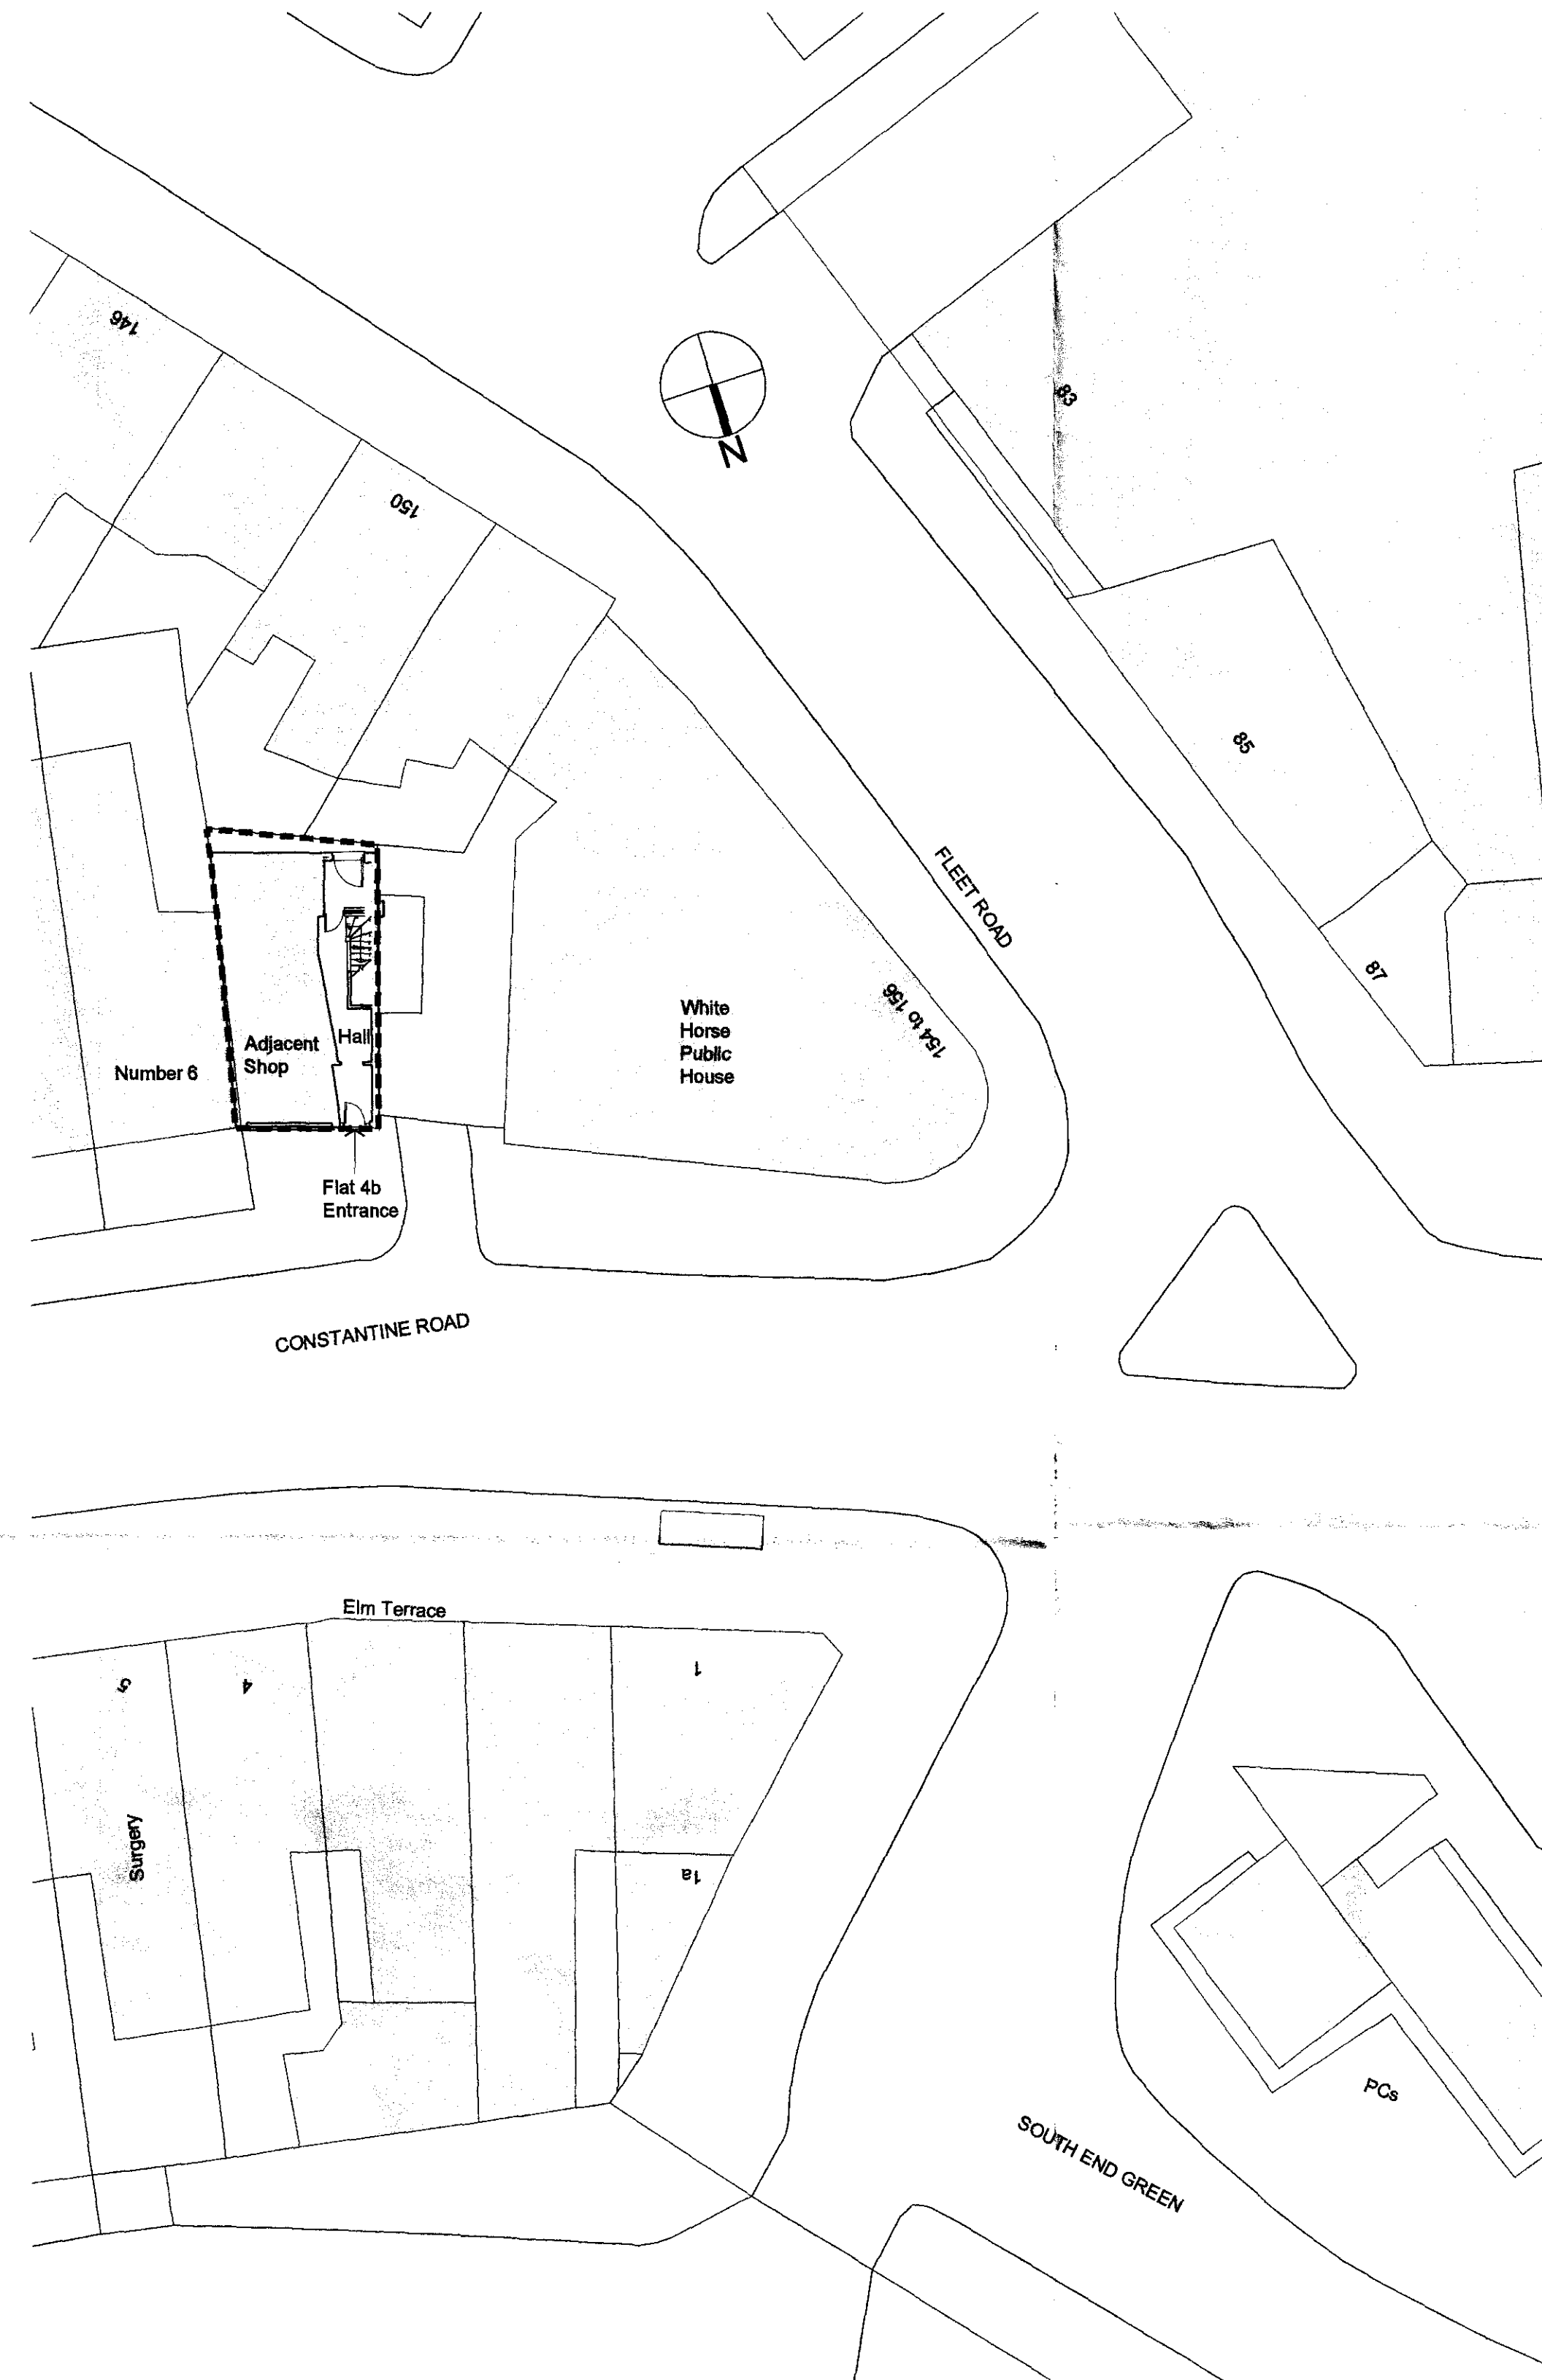 146
150
N
83
85
87
FLEET ROAD
154 to 156
White
Horse
Public
House
Number 6
Adjacent
Shop
Hall
Flat 4b
Entrance
CONSTANTINE ROAD
Elm Terrace
5
4
1
Surgery
1a
PCs
SOUTH END GREEN